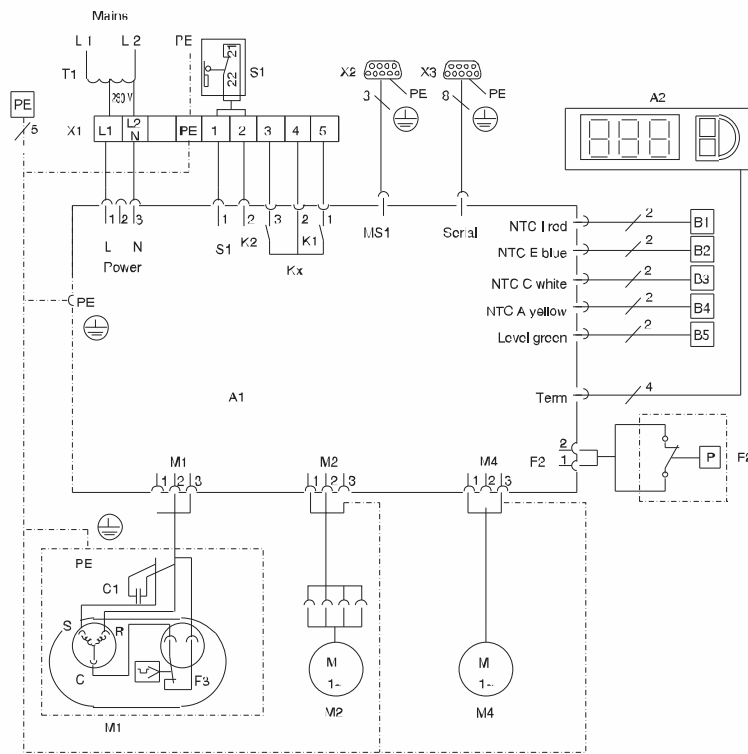 Mains
L1 L2 PE
T1
230 V
21
22
S1
X2 X3
3 PE 8 PE
A2
PE
5
X1 L1 L2 N PE 1 2 3 4 5
1 2 3 1 2 3 2 1
L N S1 K2 K1 MS1 Serial
Power Kx
NTC I red 2 B1
NTC E blue 2 B2
NTC C white 2 B3
NTC A yellow 2 B4
Level green 2 B5
PE
A1
Term 4
2
1
F2 P F2
M1 M2 M4
1 2 3 1 2 3 1 2 3
PE
C1
S R
C F3
M 1~
M 1~
M1 M2 M4